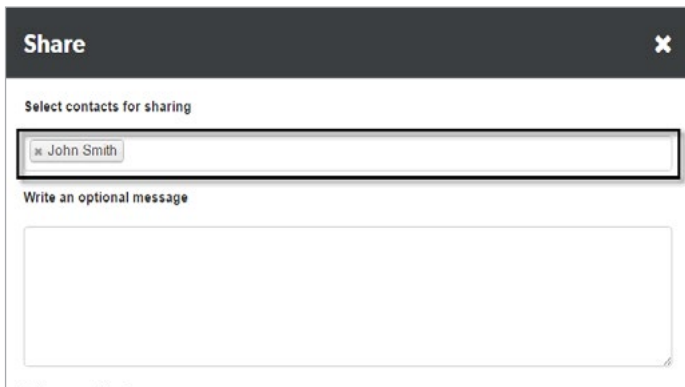 Share
Select contacts for sharing
John Smith
Write an optional message